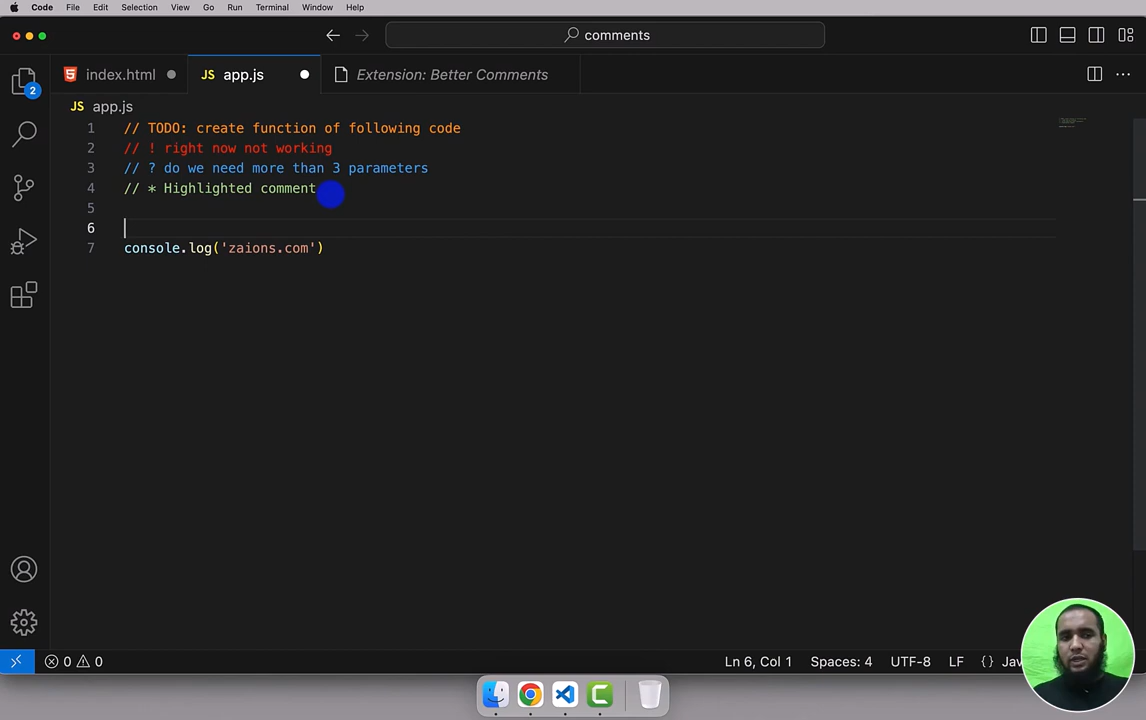 Code File Edit Selection View Go Run Terminal Window Help
comments
index.html
JS app.js
Extension: Better Comments
2
JS app.js
1 // TODO: create function of following code
2 // ! right now not working
3 // ? do we need more than 3 parameters
4 // * Highlighted comment
5
6
7 console.log('zaions.com')
0 0
Ln 6, Col 1 Spaces: 4 UTF-8 LF {}